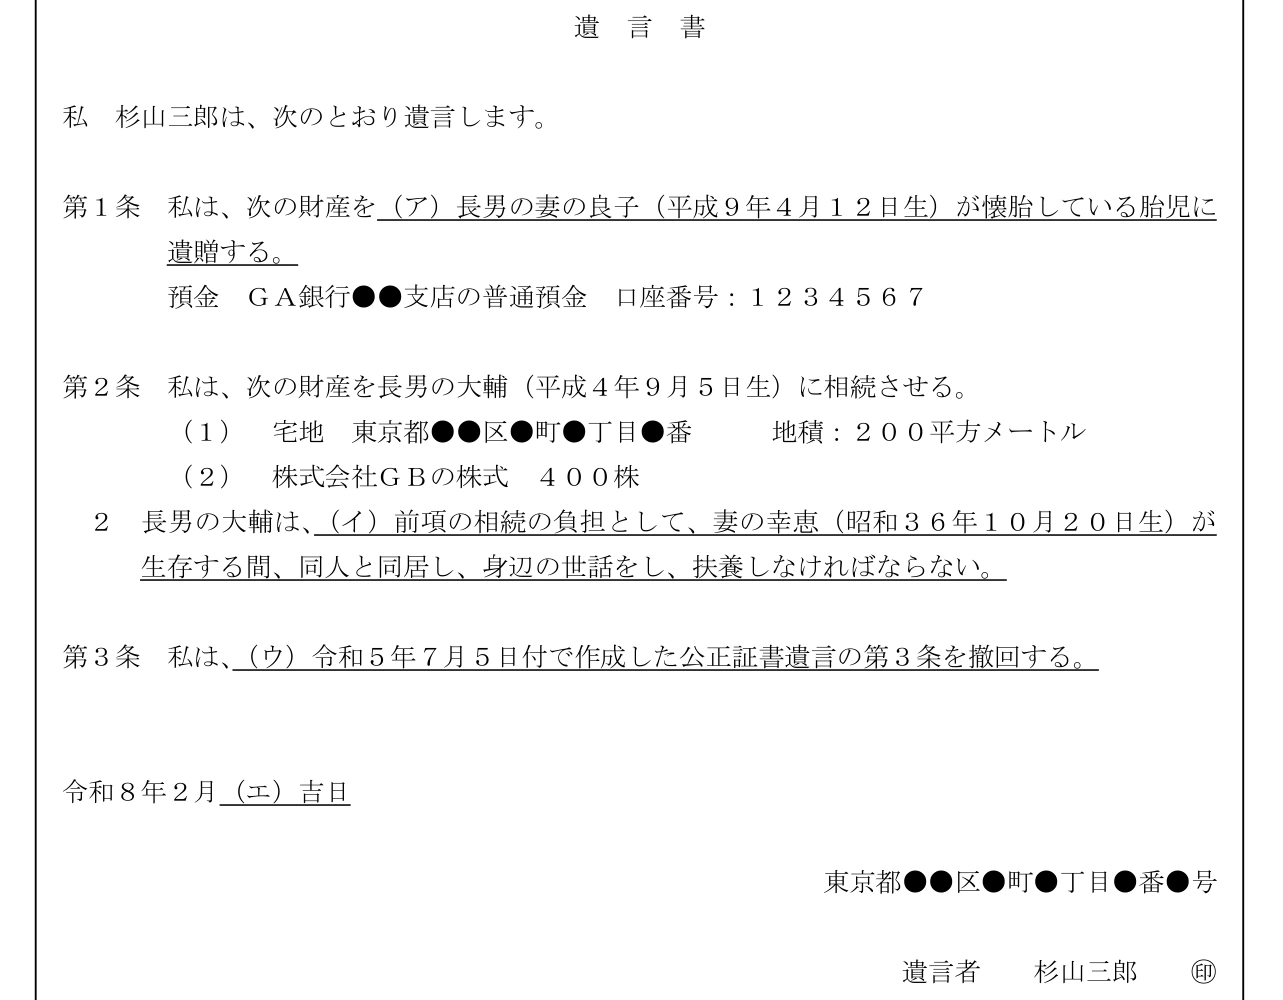 遺　言　書
私　杉山三郎は、次のとおり遺言します。
第１条　私は、次の財産を（ア）長男の妻の良子（平成９年４月１２日生）が懐胎している胎児に
遺贈する。
預金　ＧＡ銀行●●支店の普通預金　口座番号：１２３４５６７
第２条　私は、次の財産を長男の大輔（平成４年９月５日生）に相続させる。
（１）　宅地　東京都●●区●町●丁目●番　　　地積：２００平方メートル
（２）　株式会社ＧＢの株式　４００株
２　長男の大輔は、（イ）前項の相続の負担として、妻の幸恵（昭和３６年１０月２０日生）が
生存する間、同人と同居し、身辺の世話をし、扶養しなければならない。
第３条　私は、（ウ）令和５年７月５日付で作成した公正証書遺言の第３条を撤回する。
令和８年２月（エ）吉日
東京都●●区●町●丁目●番●号
遺言者　　杉山三郎　　㊞